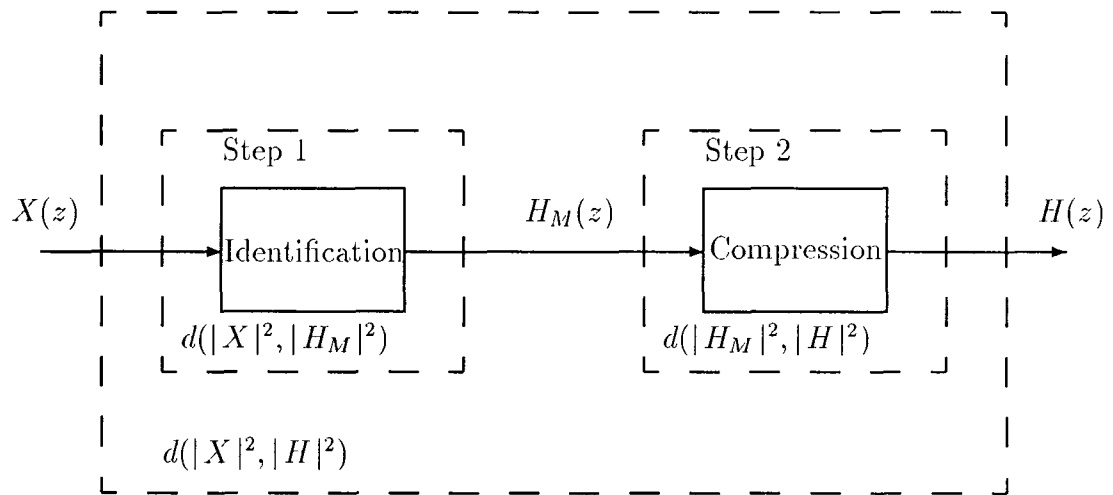 Step 1
Step 2
X(z)
H_M(z)
H(z)
Identification
Compression
d(|X|², |H_M|²)
d(|H_M|², |H|²)
d(|X|², |H|²)